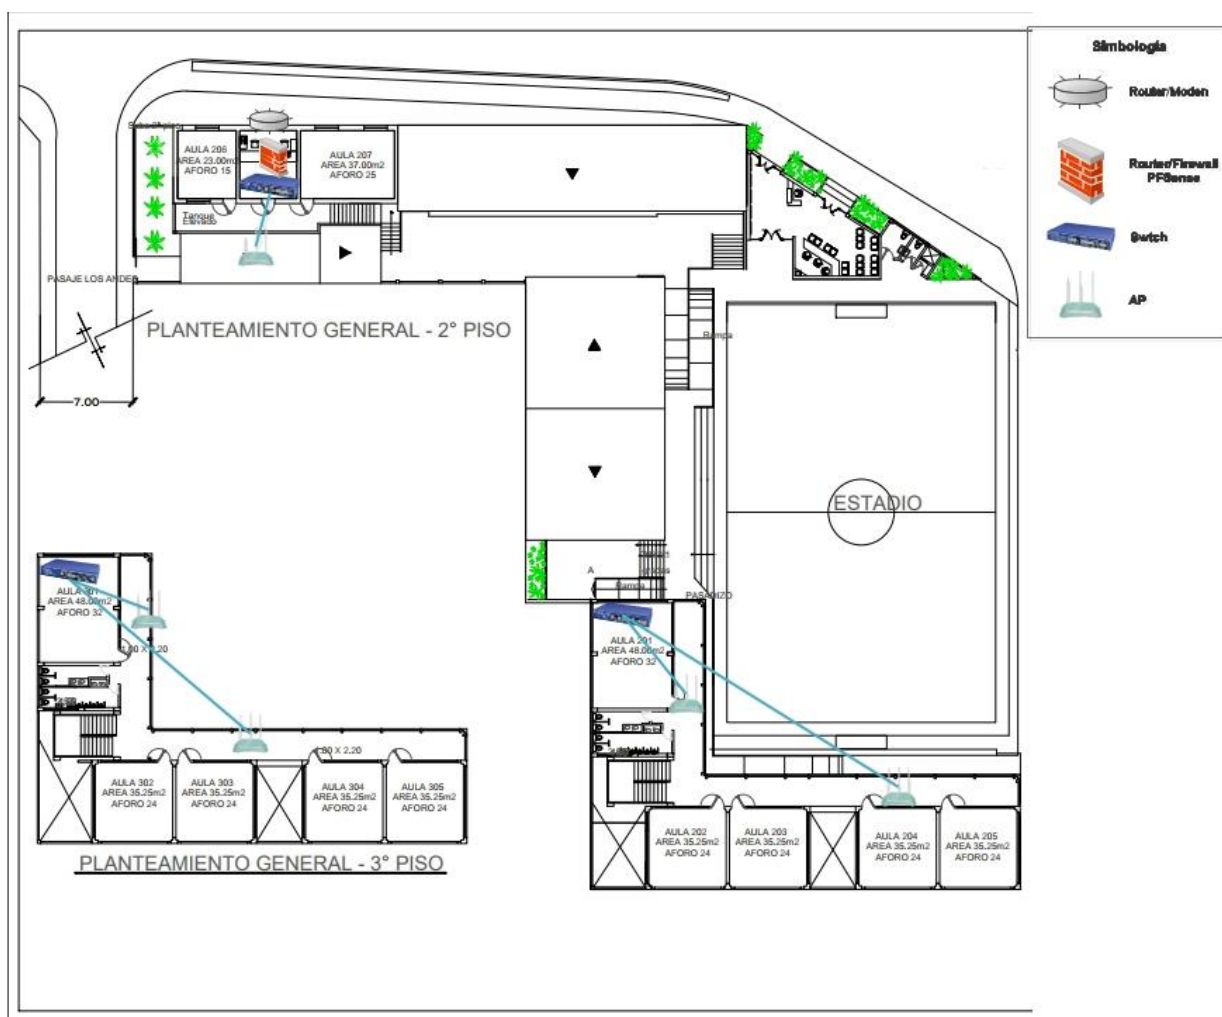 Simbología
Router/Moden
Router/Firewall
PFSense
Swtch
AP
AULA 206
AREA 23.00m
AFORO 15
AULA 207
AREA 37.00m2
AFORO 25
Tanque
Elevado
PASAJE LOS ANDES
PLANTEAMIENTO GENERAL - 2° PISO
7.00
Rampa
ESTADIO
A
Rampa
PASADIZO
AULA 301
AREA 48.00m2
AFORO 32
1.80 X 2.20
1.80 X 2.20
AULA 302
AREA 35.25m2
AFORO 24
AULA 303
AREA 35.25m2
AFORO 24
AULA 304
AREA 35.25m2
AFORO 24
AULA 305
AREA 35.25m2
AFORO 24
PLANTEAMIENTO GENERAL - 3° PISO
AULA 201
AREA 48.00m2
AFORO 32
AULA 202
AREA 35.25m2
AFORO 24
AULA 203
AREA 35.25m2
AFORO 24
AULA 204
AREA 35.25m2
AFORO 24
AULA 205
AREA 35.25m2
AFORO 24